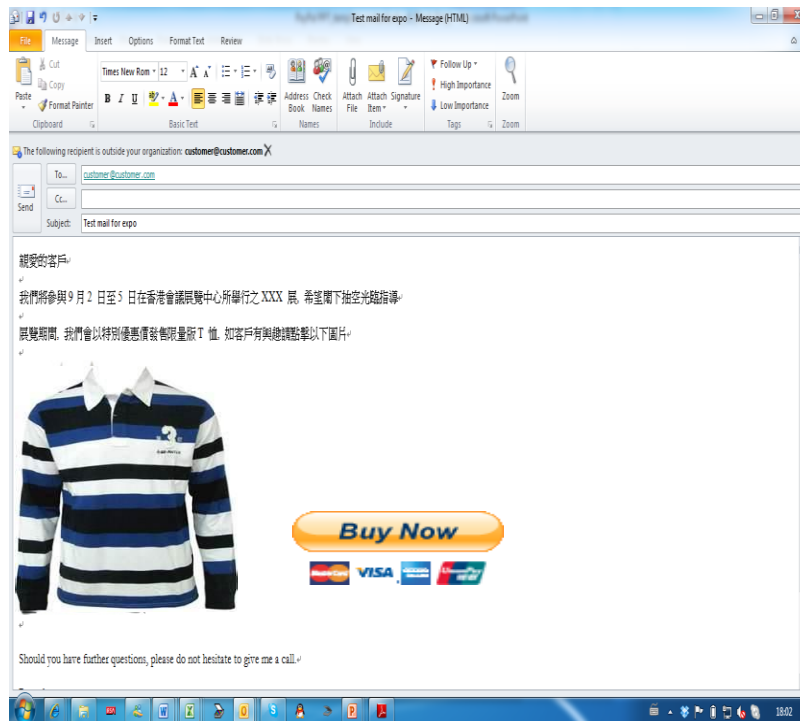 Test mail for expo - Message (HTML)
File Message Insert Options Format Text Review
Cut
Copy
Format Painter
Paste
Clipboard
Times New Rom 12
B I U
Basic Text
Address Book
Check Names
Names
Attach File
Attach Item
Signature
Include
Follow Up
High Importance
Low Importance
Tags
Zoom
Zoom
The following recipient is outside your organization: customer@customer.com
Send
To...
customer@customer.com
Cc...
Subject:
Test mail for expo
親愛的客戶
我們將參與9 月 2 日至 5 日在香港會議展覽中心所舉行之 XXX 展, 希望閣下抽空光臨指導
展覽期間, 我們會以特別優惠價發售限量版 T 恤, 如客戶有興趣請點擊以下圖片
3
Buy Now
MasterCard VISA UnionPay
Should you have further questions, please do not hesitate to give me a call.
18:02